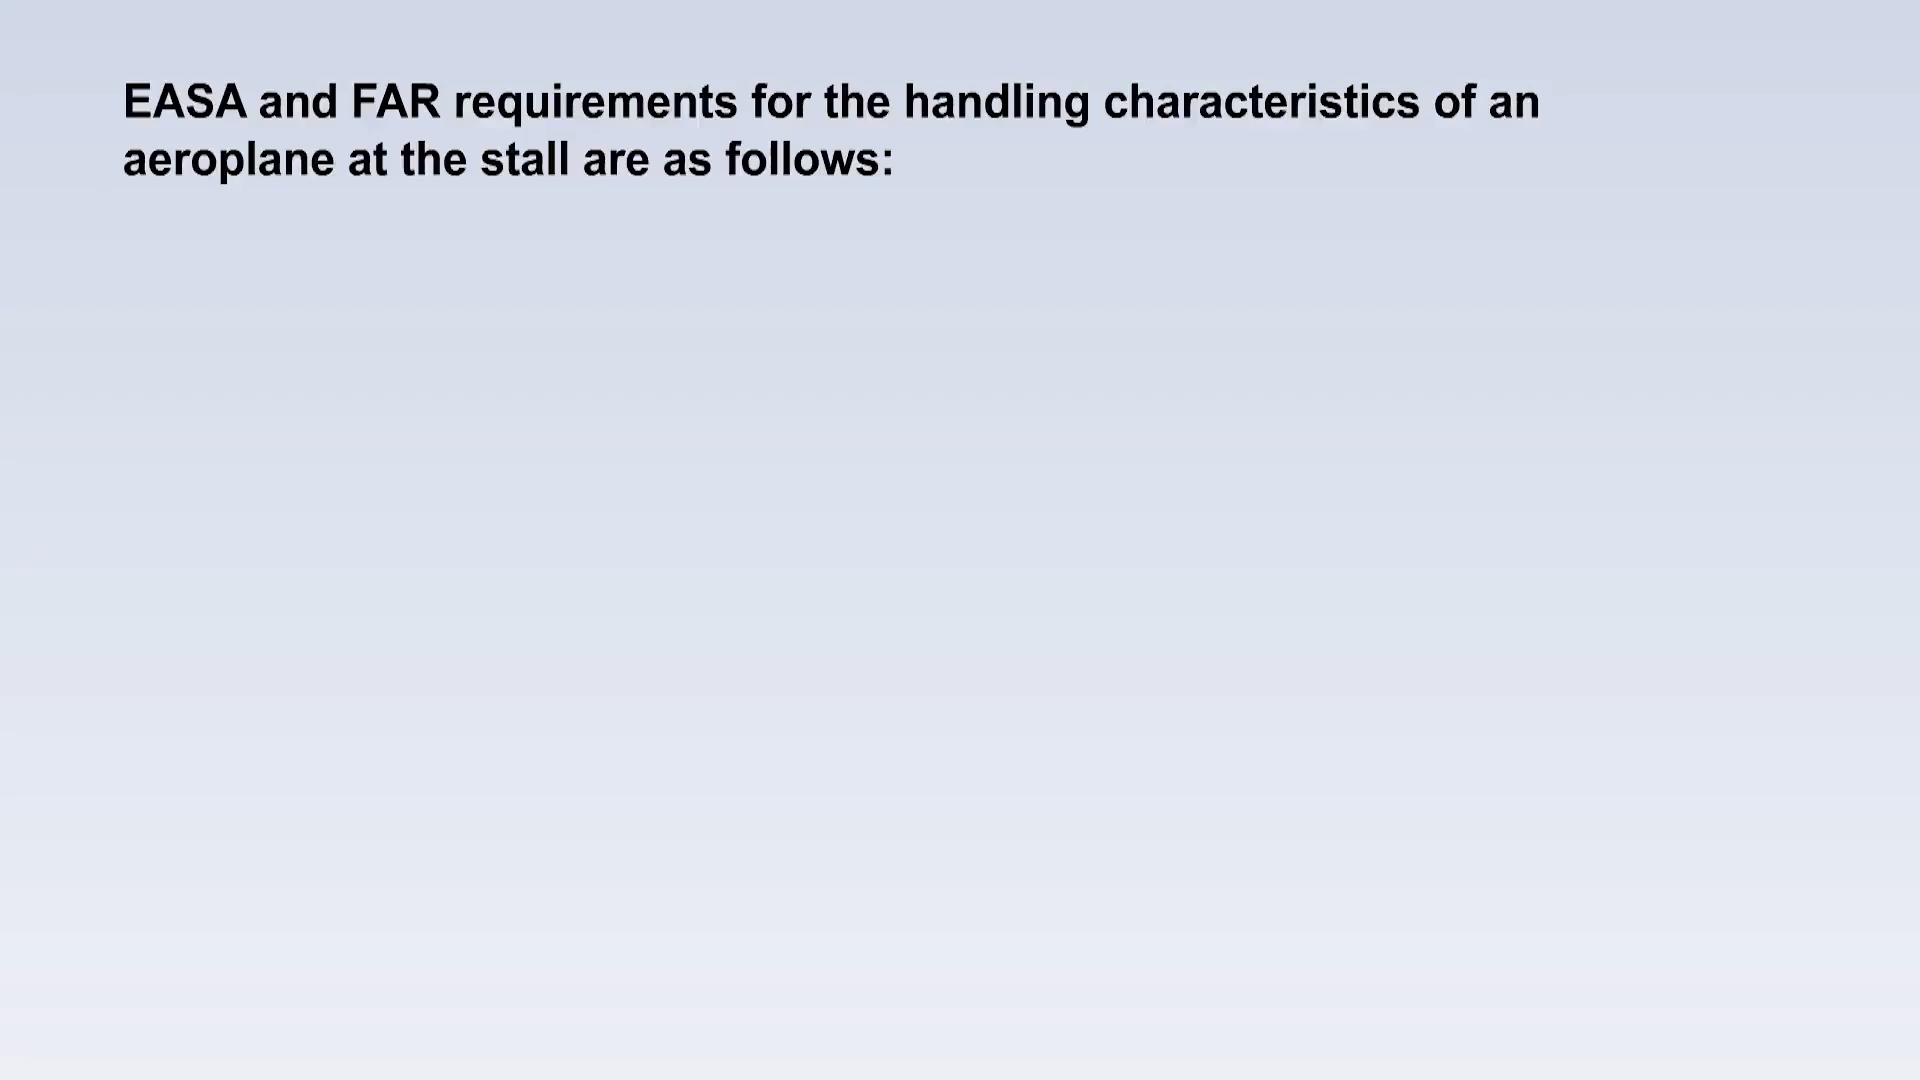 EASA and FAR requirements for the handling characteristics of an
aeroplane at the stall are as follows: